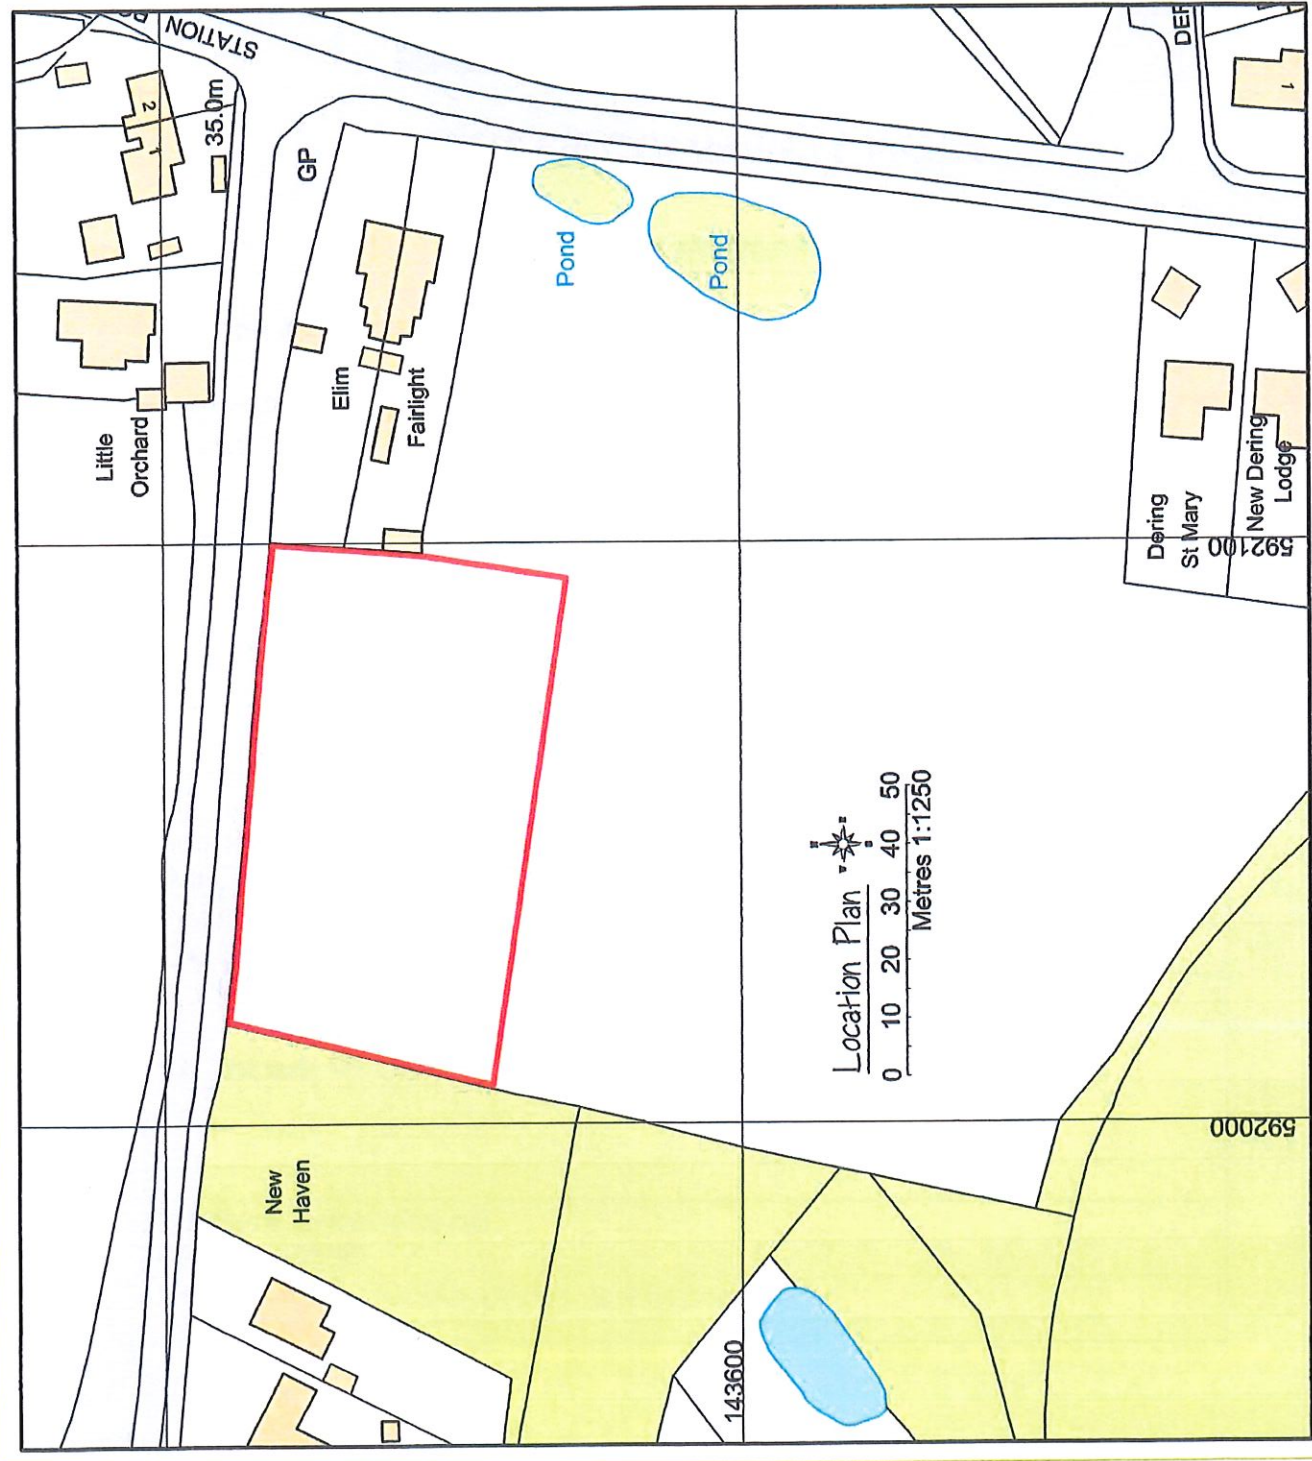 STATION
2
1
35.0m
GP
Little
Orchard
Elim
Fairlight
Pond
Pond
1
Dering
St Mary
New Dering
Lodge
592100
Location Plan
0 10 20 30 40 50
Metres 1:1250
New
Haven
592000
143600